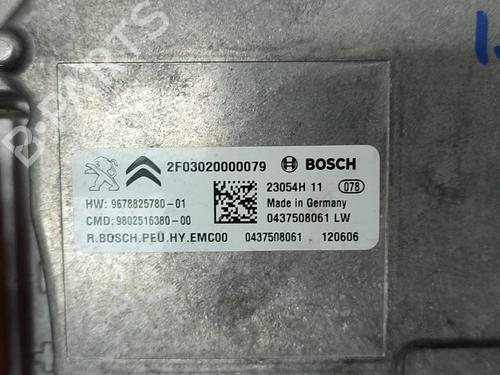 2F03020000079 BOSCH
23054H 11 078
HW: 9678825780-01 Made in Germany
CMD: 9802516380-00 0437508061 LW
R.BOSCH.PEU.HY.EMC00 0437508061 120606